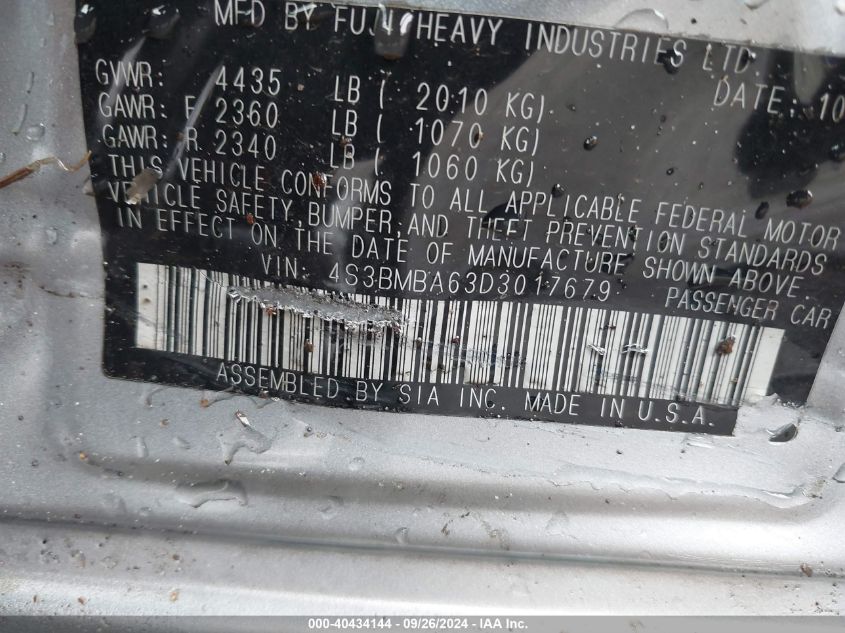 MFD BY FUJI HEAVY INDUSTRIES LTD.
GVWR: 4435 LB ( 2010 KG) DATE: 10
GAWR: F 2360 LB ( 1070 KG)
GAWR: R 2340 LB ( 1060 KG)
THIS VEHICLE CONFORMS TO ALL APPLICABLE FEDERAL MOTOR
VEHICLE SAFETY, BUMPER, AND THEFT PREVENTION STANDARDS
IN EFFECT ON THE DATE OF MANUFACTURE SHOWN ABOVE.
VIN: 4S3BMBA63D3017679 PASSENGER CAR
ASSEMBLED BY SIA INC. MADE IN U.S.A.
000-40434144 - 09/26/2024 - IAA Inc.